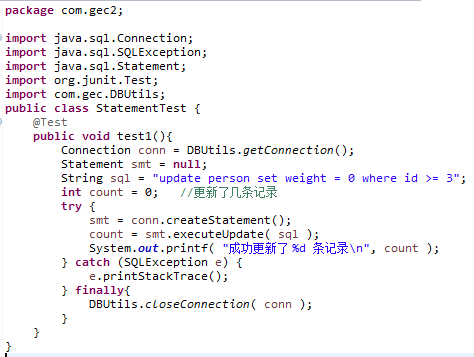 package com.gec2;
import java.sql.Connection;
import java.sql.SQLException;
import java.sql.Statement;
import org.junit.Test;
import com.gec.DBUtils;
public class StatementTest {
@Test
public void test1(){
Connection conn = DBUtils.getConnection();
Statement smt = null;
String sql = "update person set weight = 0 where id >= 3";
int count = 0;   //更新了几条记录
try {
smt = conn.createStatement();
count = smt.executeUpdate( sql );
System.out.printf( "成功更新了 %d 条记录\n", count );
} catch (SQLException e) {
e.printStackTrace();
} finally{
DBUtils.closeConnection( conn );
}
}
}